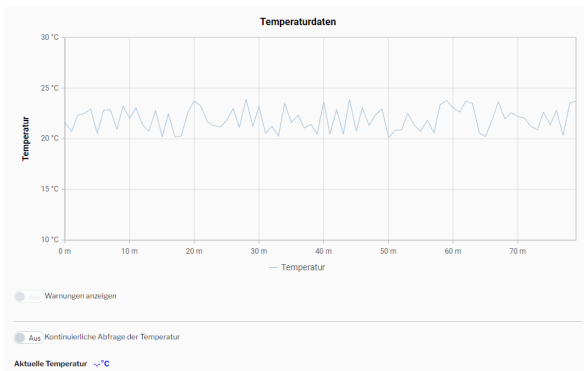 Temperaturdaten
30 °C
25 °C
20 °C
15 °C
10 °C
Temperatur
0 m
10 m
20 m
30 m
40 m
50 m
60 m
70 m
Temperatur
Aus Warnungen anzeigen
Aus Kontinuierliche Abfrage der Temperatur
Aktuelle Temperatur -.-°C